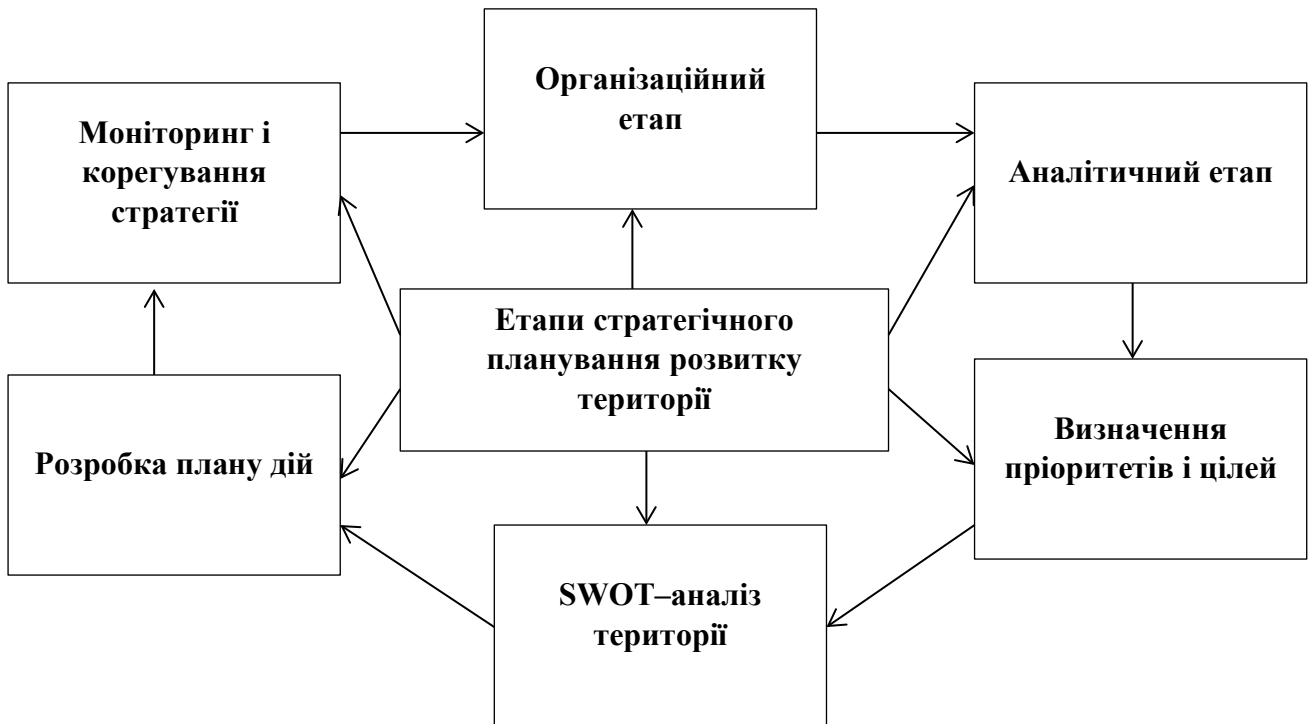 Організаційний
етап
Моніторинг і
корегування
стратегії
Аналітичний етап
Етапи стратегічного
планування розвитку
території
Розробка плану дій
Визначення
пріоритетів і цілей
SWOT–аналіз
території